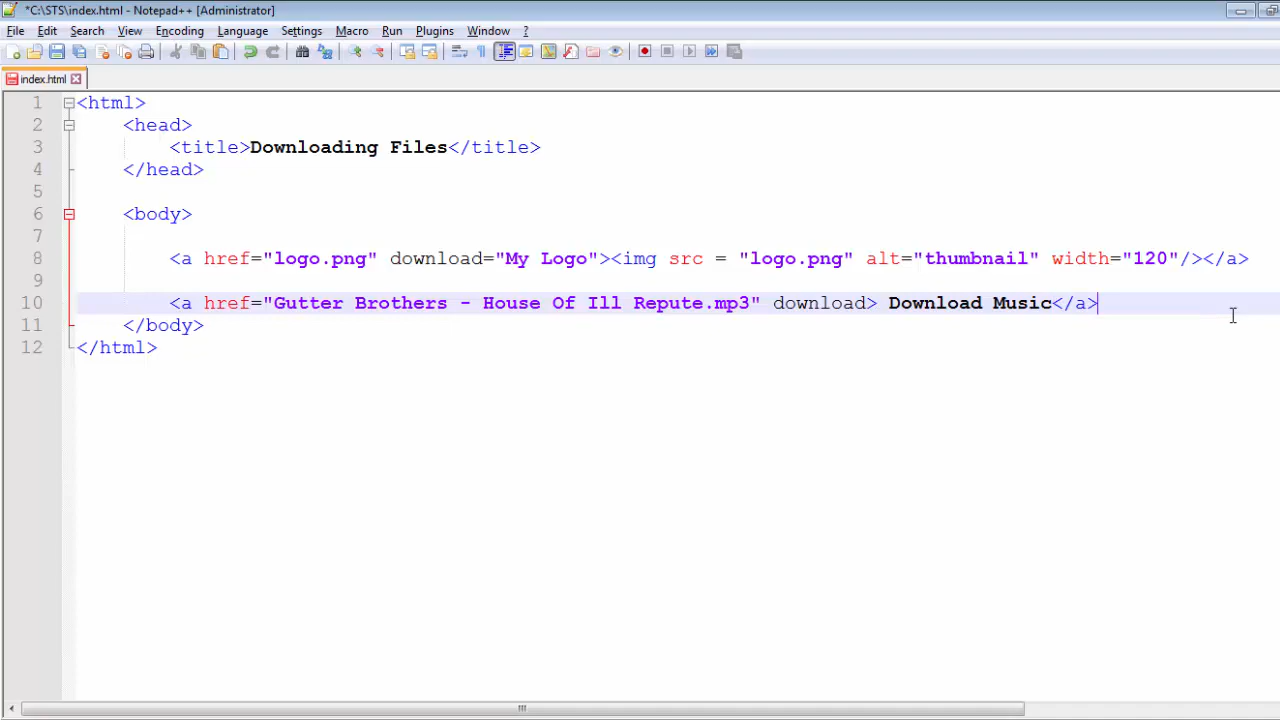 *C:\STS\index.html - Notepad++ [Administrator]
File Edit Search View Encoding Language Settings Macro Run Plugins Window ?
index.html
1 <html>
2 <head>
3 <title>Downloading Files</title>
4 </head>
5
6 <body>
7
8 <a href="logo.png" download="My Logo"><img src = "logo.png" alt="thumbnail" width="120"/></a>
9
10 <a href="Gutter Brothers - House Of Ill Repute.mp3" download> Download Music</a>
11 </body>
12 </html>